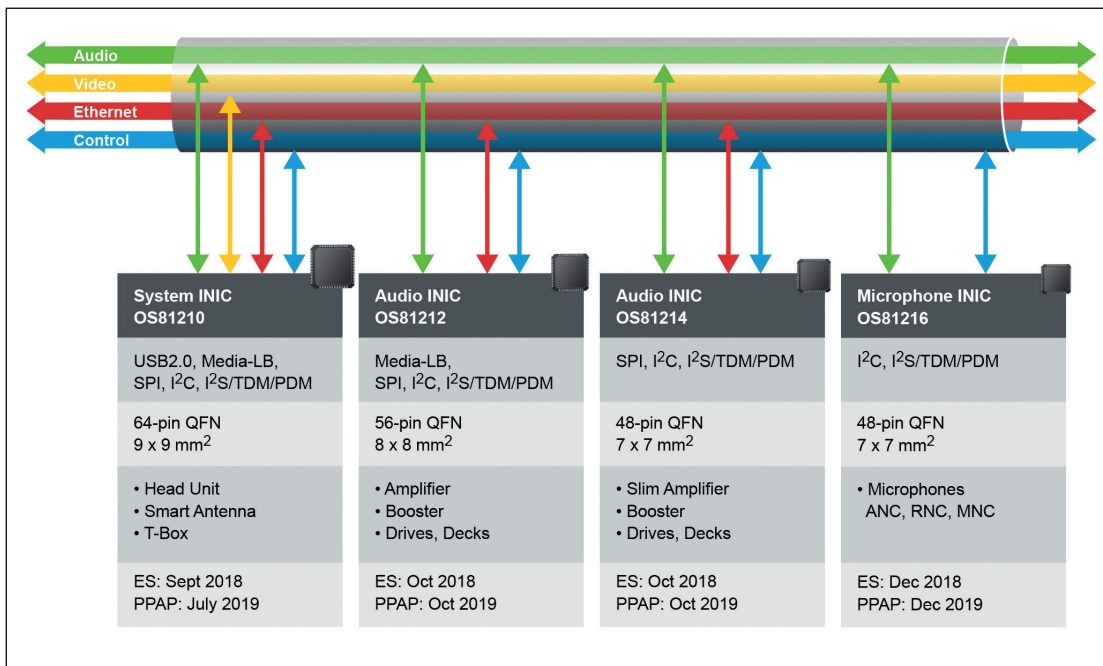 Audio
Video
Ethernet
Control
System INIC
OS81210
USB2.0, Media-LB,
SPI, I²C, I²S/TDM/PDM
64-pin QFN
9 x 9 mm²
• Head Unit
• Smart Antenna
• T-Box
ES: Sept 2018
PPAP: July 2019
Audio INIC
OS81212
Media-LB,
SPI, I²C, I²S/TDM/PDM
56-pin QFN
8 x 8 mm²
• Amplifier
• Booster
• Drives, Decks
ES: Oct 2018
PPAP: Oct 2019
Audio INIC
OS81214
SPI, I²C, I²S/TDM/PDM
48-pin QFN
7 x 7 mm²
• Slim Amplifier
• Booster
• Drives, Decks
ES: Oct 2018
PPAP: Oct 2019
Microphone INIC
OS81216
I²C, I²S/TDM/PDM
48-pin QFN
7 x 7 mm²
• Microphones
ANC, RNC, MNC
ES: Dec 2018
PPAP: Dec 2019